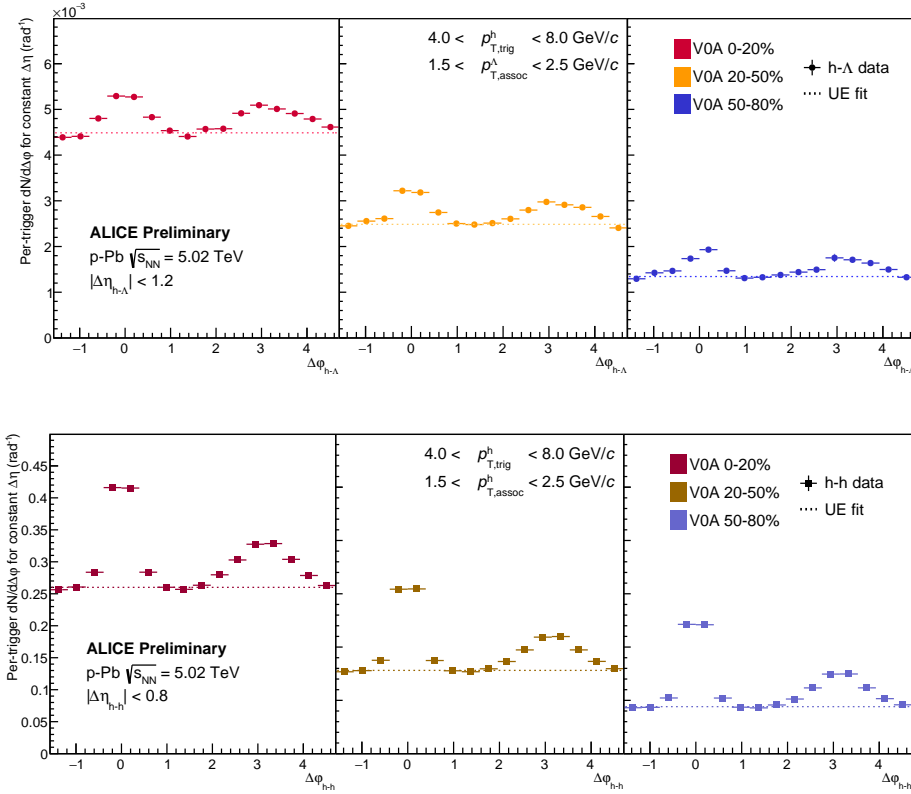 ×10⁻³
Per-trigger dN/dΔφ for constant Δη (rad⁻¹)
6
4
2
0
ALICE Preliminary
p-Pb √s_NN = 5.02 TeV
|Δη_h-Λ| < 1.2
4.0 < p^h_T,trig < 8.0 GeV/c
1.5 < p^Λ_T,assoc < 2.5 GeV/c
V0A 0-20%
V0A 20-50%
V0A 50-80%
h-Λ data
UE fit
−1 0 1 2 3 4
−1 0 1 2 3 4
−1 0 1 2 3 4
Δφ_h-Λ
Δφ_h-Λ
Δφ_h-Λ
Per-trigger dN/dΔφ for constant Δη (rad⁻¹)
0.45
0.4
0.35
0.3
0.25
0.2
0.15
0.1
0.05
0
ALICE Preliminary
p-Pb √s_NN = 5.02 TeV
|Δη_h-h| < 0.8
4.0 < p^h_T,trig < 8.0 GeV/c
1.5 < p^h_T,assoc < 2.5 GeV/c
V0A 0-20%
V0A 20-50%
V0A 50-80%
h-h data
UE fit
−1 0 1 2 3 4
−1 0 1 2 3 4
−1 0 1 2 3 4
Δφ_h-h
Δφ_h-h
Δφ_h-h